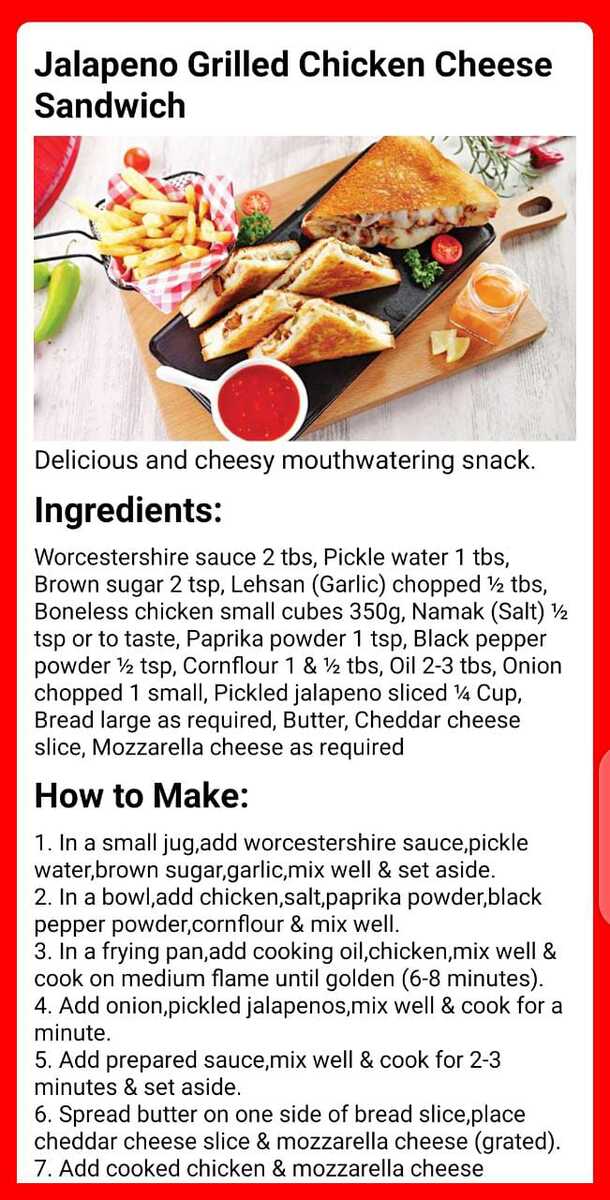 Jalapeno Grilled Chicken Cheese
Sandwich
Delicious and cheesy mouthwatering snack.
Ingredients:
Worcestershire sauce 2 tbs, Pickle water 1 tbs,
Brown sugar 2 tsp, Lehsan (Garlic) chopped ½ tbs,
Boneless chicken small cubes 350g, Namak (Salt) ½
tsp or to taste, Paprika powder 1 tsp, Black pepper
powder ½ tsp, Cornflour 1 & ½ tbs, Oil 2-3 tbs, Onion
chopped 1 small, Pickled jalapeno sliced ¼ Cup,
Bread large as required, Butter, Cheddar cheese
slice, Mozzarella cheese as required
How to Make:
1. In a small jug,add worcestershire sauce,pickle
water,brown sugar,garlic,mix well & set aside.
2. In a bowl,add chicken,salt,paprika powder,black
pepper powder,cornflour & mix well.
3. In a frying pan,add cooking oil,chicken,mix well &
cook on medium flame until golden (6-8 minutes).
4. Add onion,pickled jalapenos,mix well & cook for a
minute.
5. Add prepared sauce,mix well & cook for 2-3
minutes & set aside.
6. Spread butter on one side of bread slice,place
cheddar cheese slice & mozzarella cheese (grated).
7. Add cooked chicken & mozzarella cheese